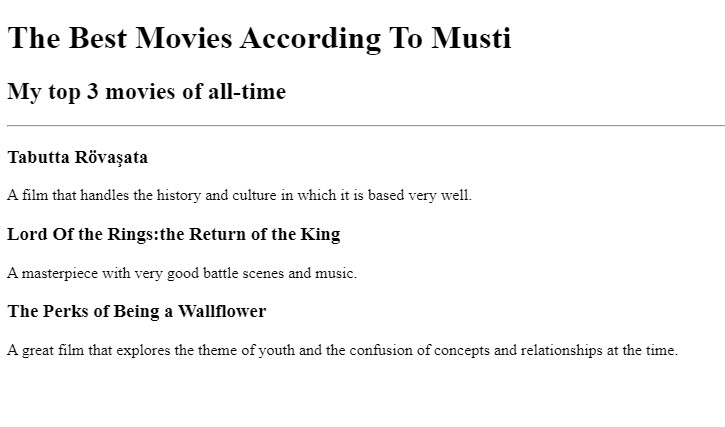 The Best Movies According To Musti
My top 3 movies of all-time
Tabutta Rövaşata
A film that handles the history and culture in which it is based very well.
Lord Of the Rings:the Return of the King
A masterpiece with very good battle scenes and music.
The Perks of Being a Wallflower
A great film that explores the theme of youth and the confusion of concepts and relationships at the time.